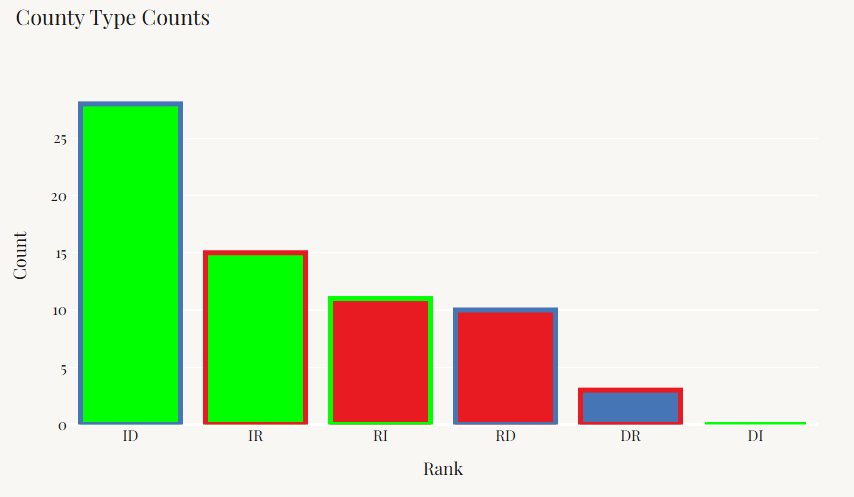 County Type Counts
Count
25
20
15
10
5
0
ID IR RI RD DR DI
Rank